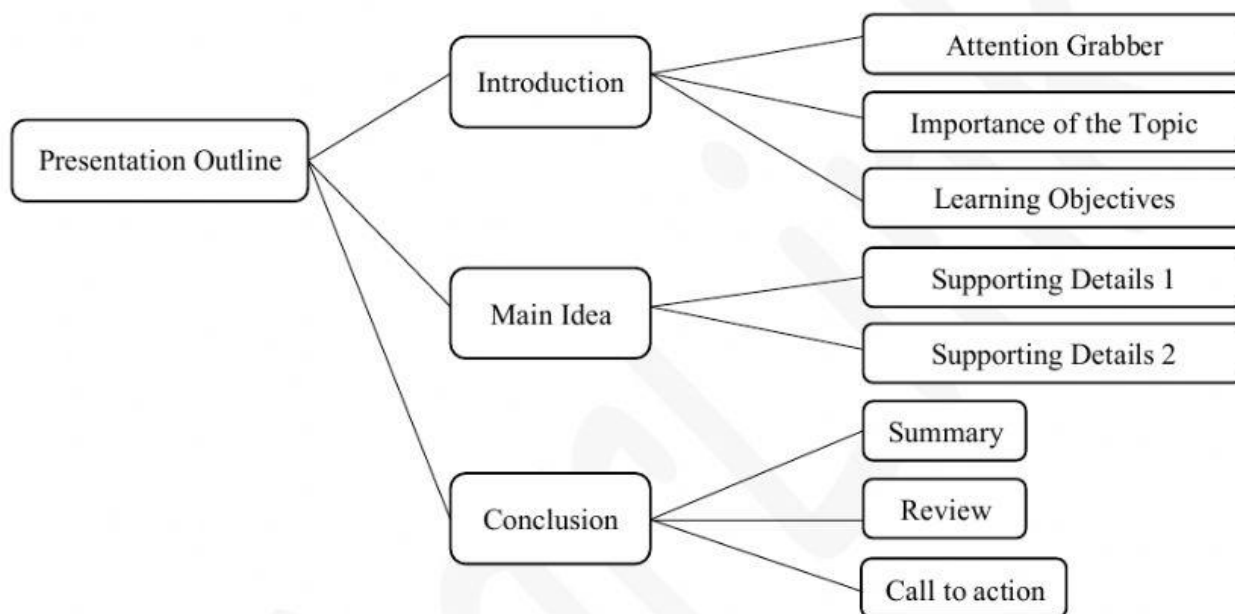 Presentation Outline
Introduction
Attention Grabber
Importance of the Topic
Learning Objectives
Main Idea
Supporting Details 1
Supporting Details 2
Conclusion
Summary
Review
Call to action